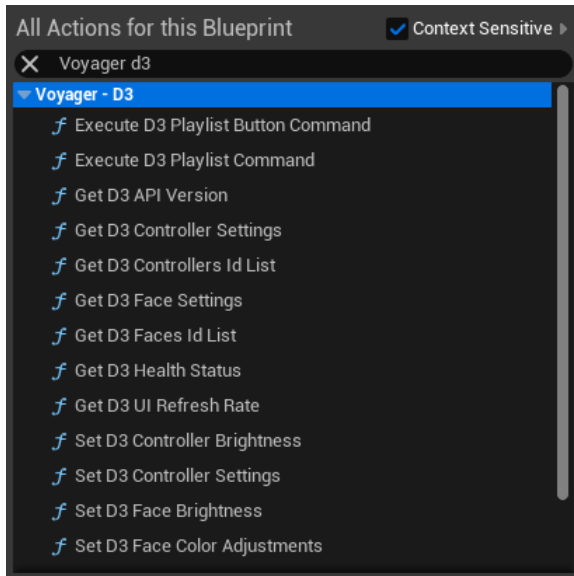 All Actions for this Blueprint Context Sensitive
Voyager d3
Voyager - D3
Execute D3 Playlist Button Command
Execute D3 Playlist Command
Get D3 API Version
Get D3 Controller Settings
Get D3 Controllers Id List
Get D3 Face Settings
Get D3 Faces Id List
Get D3 Health Status
Get D3 UI Refresh Rate
Set D3 Controller Brightness
Set D3 Controller Settings
Set D3 Face Brightness
Set D3 Face Color Adjustments